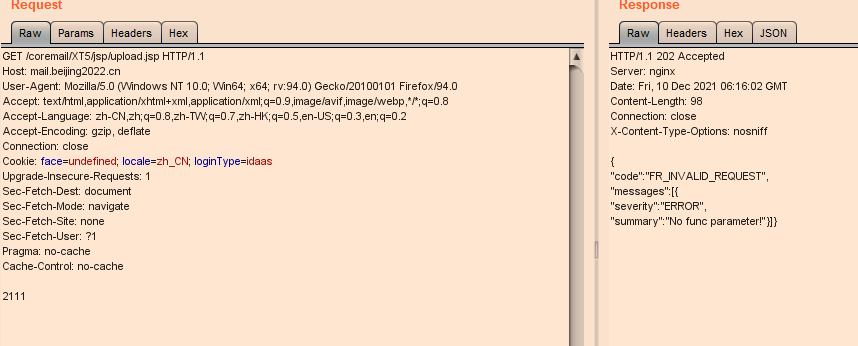 Request
Raw Params Headers Hex
GET /coremail/XT5/jsp/upload.jsp HTTP/1.1
Host: mail.beijing2022.cn
User-Agent: Mozilla/5.0 (Windows NT 10.0; Win64; x64; rv:94.0) Gecko/20100101 Firefox/94.0
Accept: text/html,application/xhtml+xml,application/xml;q=0.9,image/avif,image/webp,*/*;q=0.8
Accept-Language: zh-CN,zh;q=0.8,zh-TW;q=0.7,zh-HK;q=0.5,en-US;q=0.3,en;q=0.2
Accept-Encoding: gzip, deflate
Connection: close
Cookie: face=undefined; locale=zh_CN; loginType=idaas
Upgrade-Insecure-Requests: 1
Sec-Fetch-Dest: document
Sec-Fetch-Mode: navigate
Sec-Fetch-Site: none
Sec-Fetch-User: ?1
Pragma: no-cache
Cache-Control: no-cache
2111
Response
Raw Headers Hex JSON
HTTP/1.1 202 Accepted
Server: nginx
Date: Fri, 10 Dec 2021 06:16:02 GMT
Content-Length: 98
Connection: close
X-Content-Type-Options: nosniff
{
"code":"FR_INVALID_REQUEST",
"messages":[{
"severity":"ERROR",
"summary":"No func parameter!"}]}